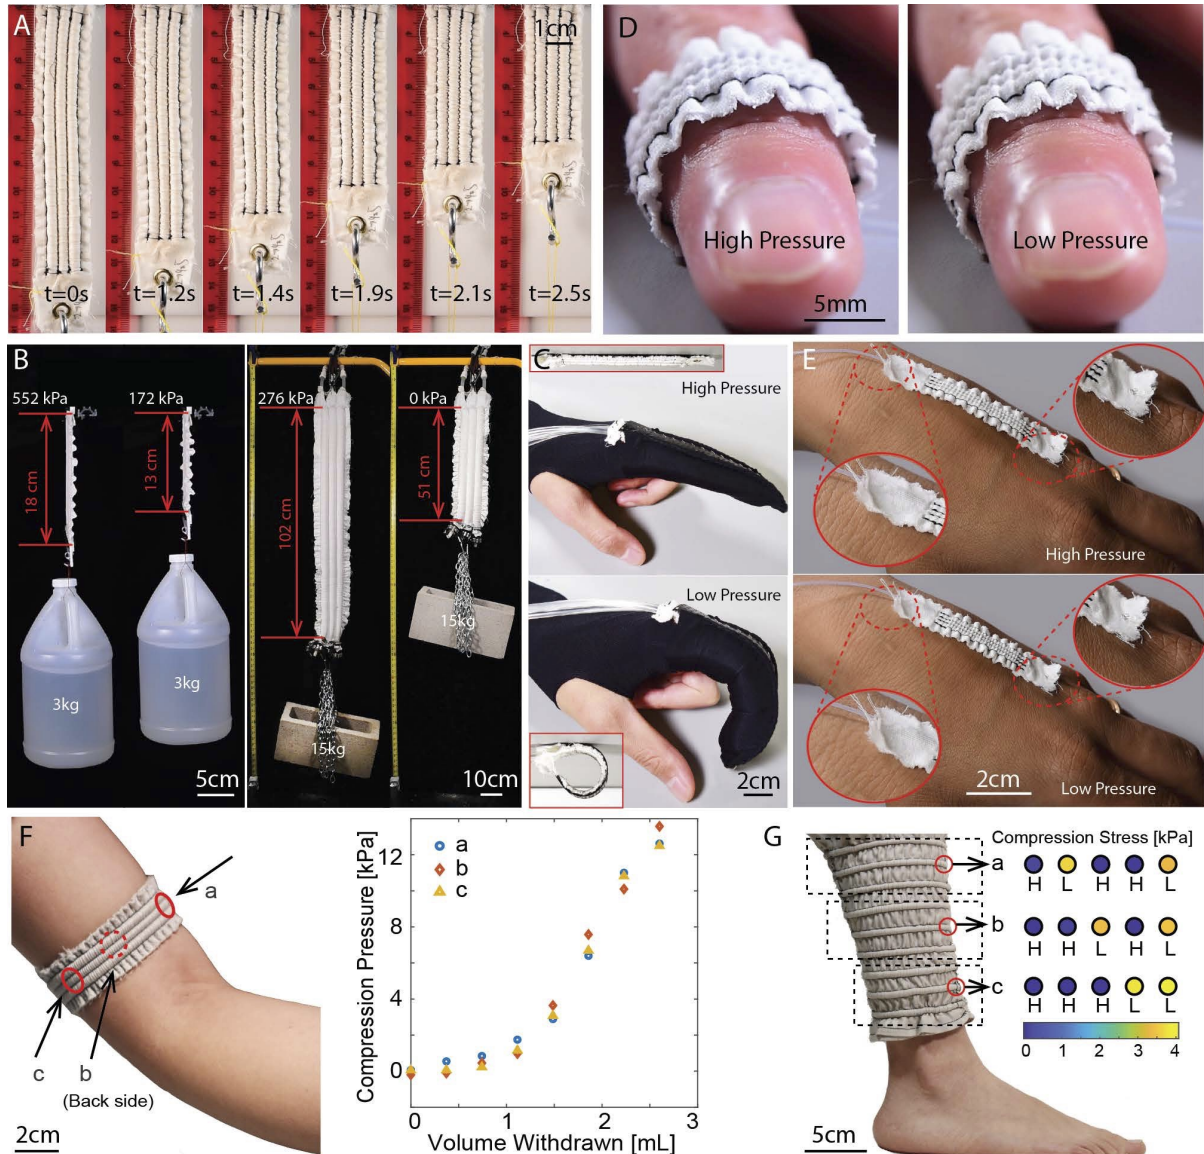 A
1cm
t=0s
t=1.2s
t=1.4s
t=1.9s
t=2.1s
t=2.5s
D
High Pressure
5mm
Low Pressure
B
552 kPa
172 kPa
18 cm
13 cm
3kg
3kg
5cm
276 kPa
0 kPa
102 cm
51 cm
15kg
15kg
10cm
C
High Pressure
Low Pressure
2cm
E
High Pressure
2cm
Low Pressure
F
a
c
b
(Back side)
2cm
Compression Pressure [kPa]
12
8
4
0
a
b
c
0
1
2
3
Volume Withdrawn [mL]
G
Compression Stress [kPa]
a
H L H H L
b
H H L H L
c
H H H L L
0 1 2 3 4
5cm